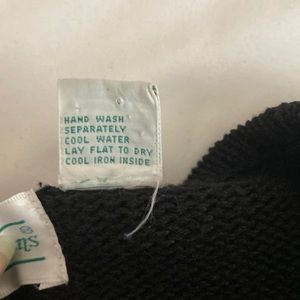 HAND WASH
SEPARATELY
COOL WATER
LAY FLAT TO DRY
COOL IRON INSIDE